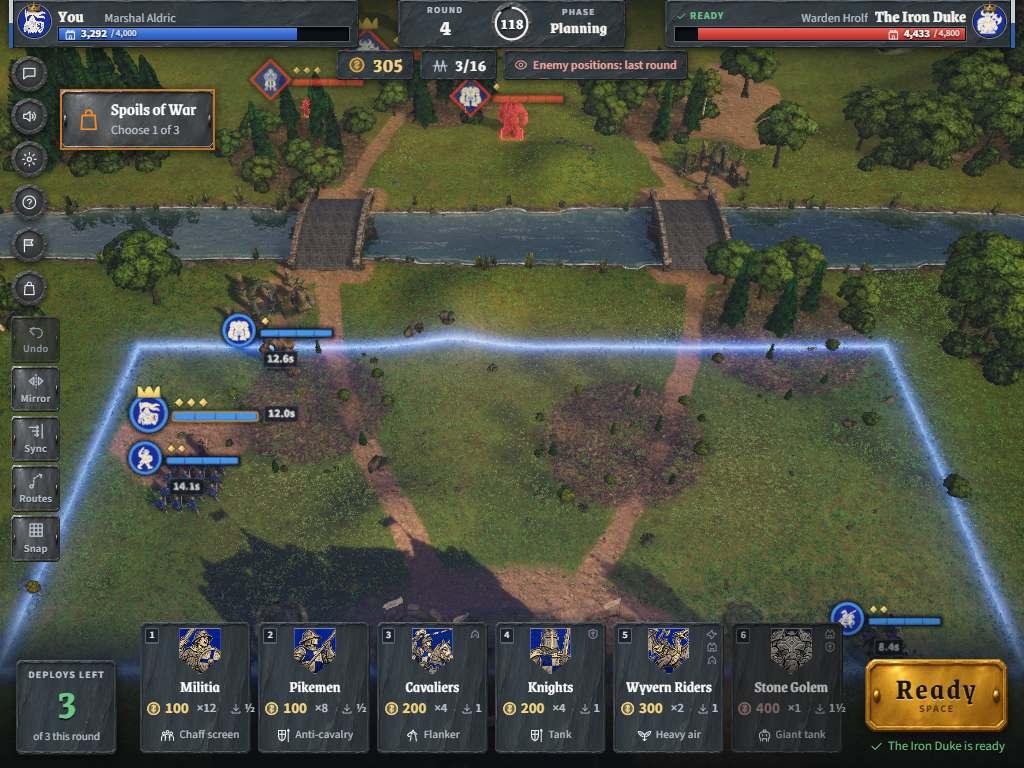 You Marshal Aldric
3,292 / 4,000
ROUND
4
118
PHASE
Planning
READY
Warden Hrolf The Iron Duke
4,433 / 4,800
305
3/16
Enemy positions: last round
Spoils of War
Choose 1 of 3
Undo
Mirror
Sync
Routes
Snap
12.6s
12.0s
14.1s
8.4s
DEPLOYS LEFT
3
of 3 this round
1
Militia
100 ×12 ½
Chaff screen
2
Pikemen
100 ×8 ½
Anti-cavalry
3
Cavaliers
200 ×4 1
Flanker
4
Knights
200 ×4 1
Tank
5
Wyvern Riders
300 ×2 1
Heavy air
6
Stone Golem
400 ×1 1½
Giant tank
Ready
SPACE
The Iron Duke is ready